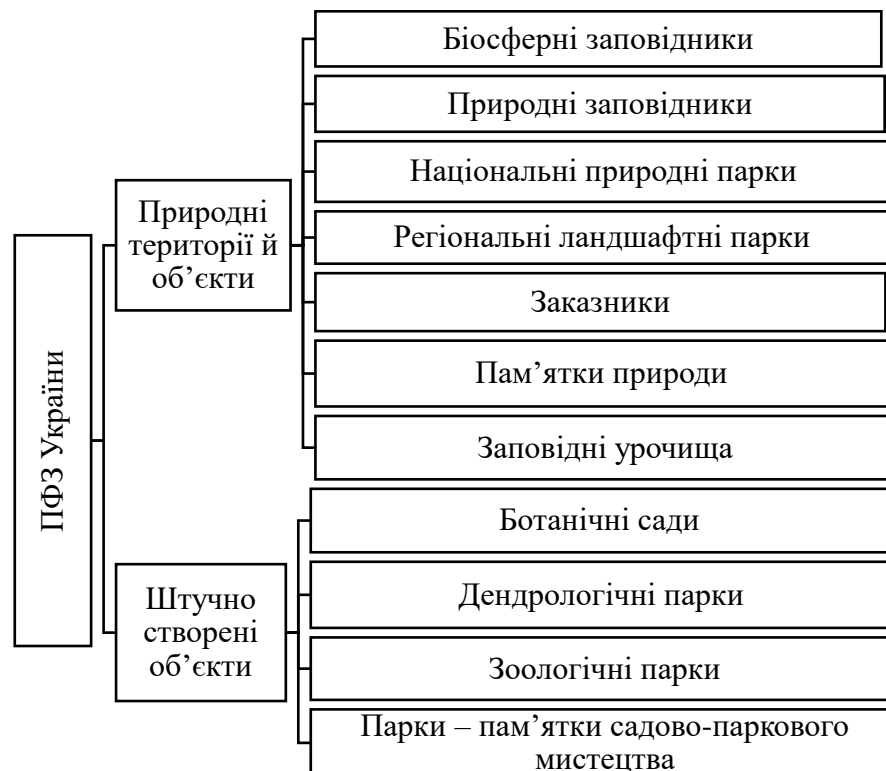 ПФЗ України
Природні
території й
об’єкти
Біосферні заповідники
Природні заповідники
Національні природні парки
Регіональні ландшафтні парки
Заказники
Пам’ятки природи
Заповідні урочища
Штучно
створені
об’єкти
Ботанічні сади
Дендрологічні парки
Зоологічні парки
Парки – пам’ятки садово-паркового
мистецтва